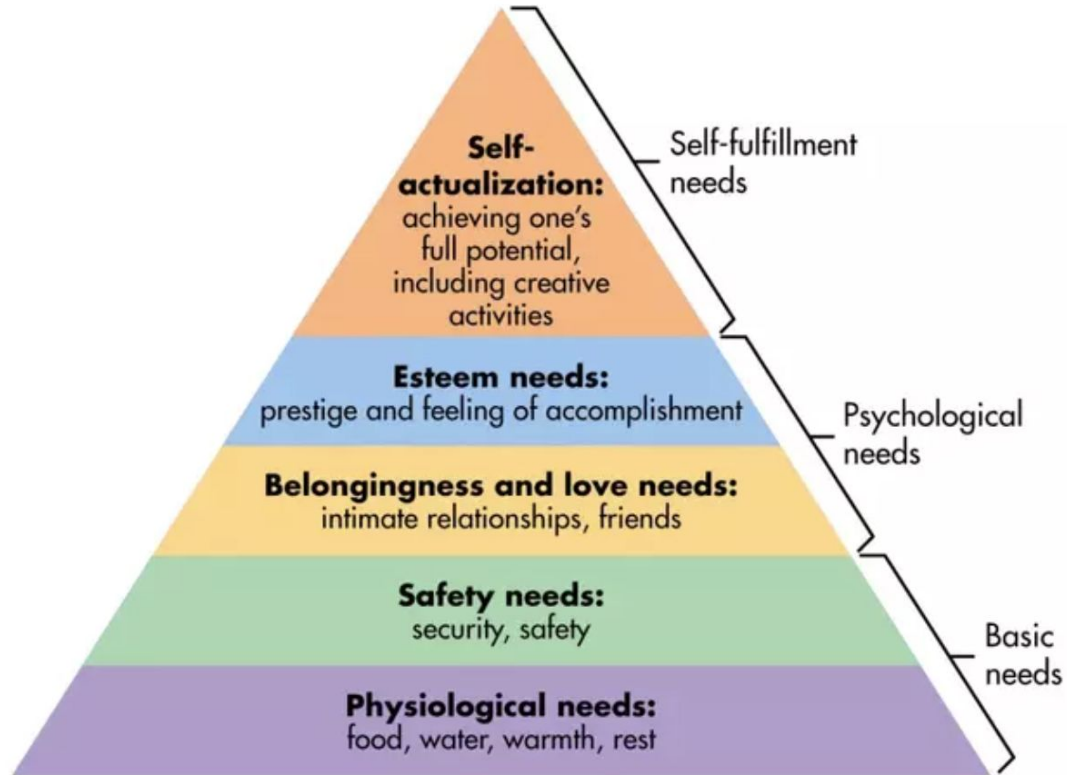 Self-
actualization:
achieving one's
full potential,
including creative
activities
Self-fulfillment
needs
Esteem needs:
prestige and feeling of accomplishment
Psychological
needs
Belongingness and love needs:
intimate relationships, friends
Safety needs:
security, safety
Basic
needs
Physiological needs:
food, water, warmth, rest